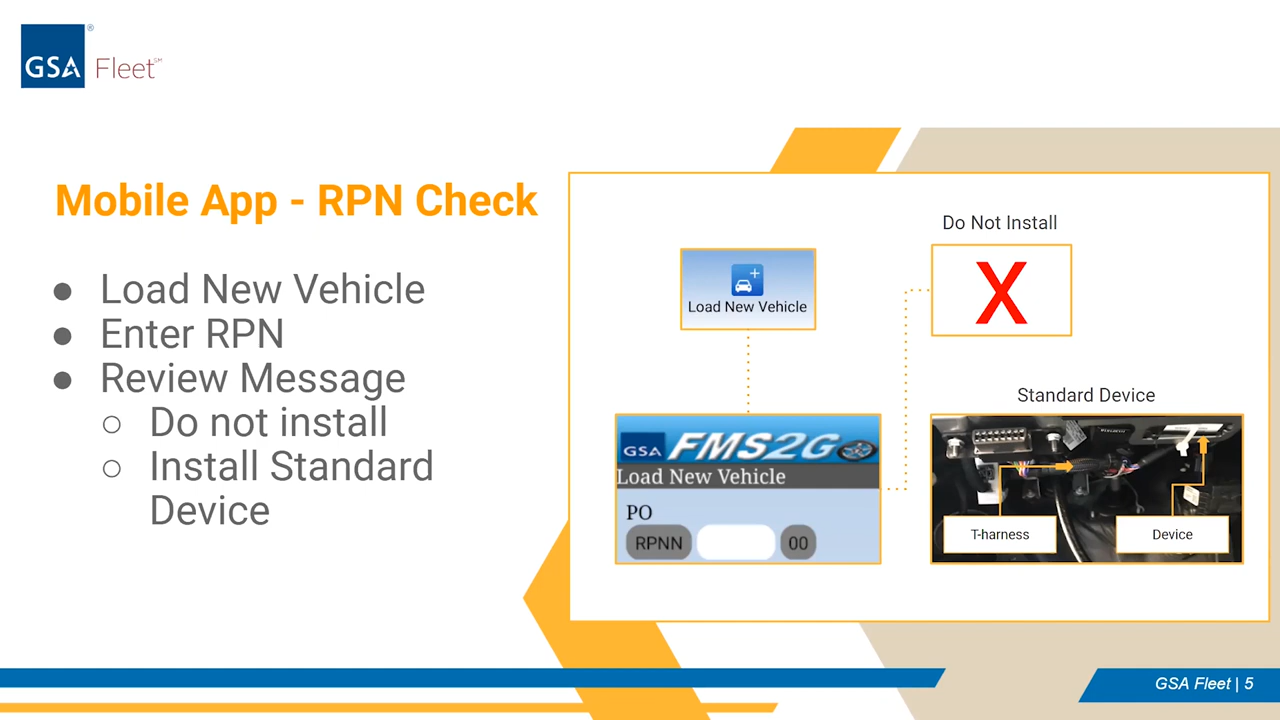 GSA Fleet℠
Mobile App - RPN Check
● Load New Vehicle
● Enter RPN
● Review Message
○ Do not install
○ Install Standard
Device
Load New Vehicle
GSA FMS2GO
Load New Vehicle
PO
RPNN
00
Do Not Install
X
Standard Device
T-harness
Device
GSA Fleet | 5